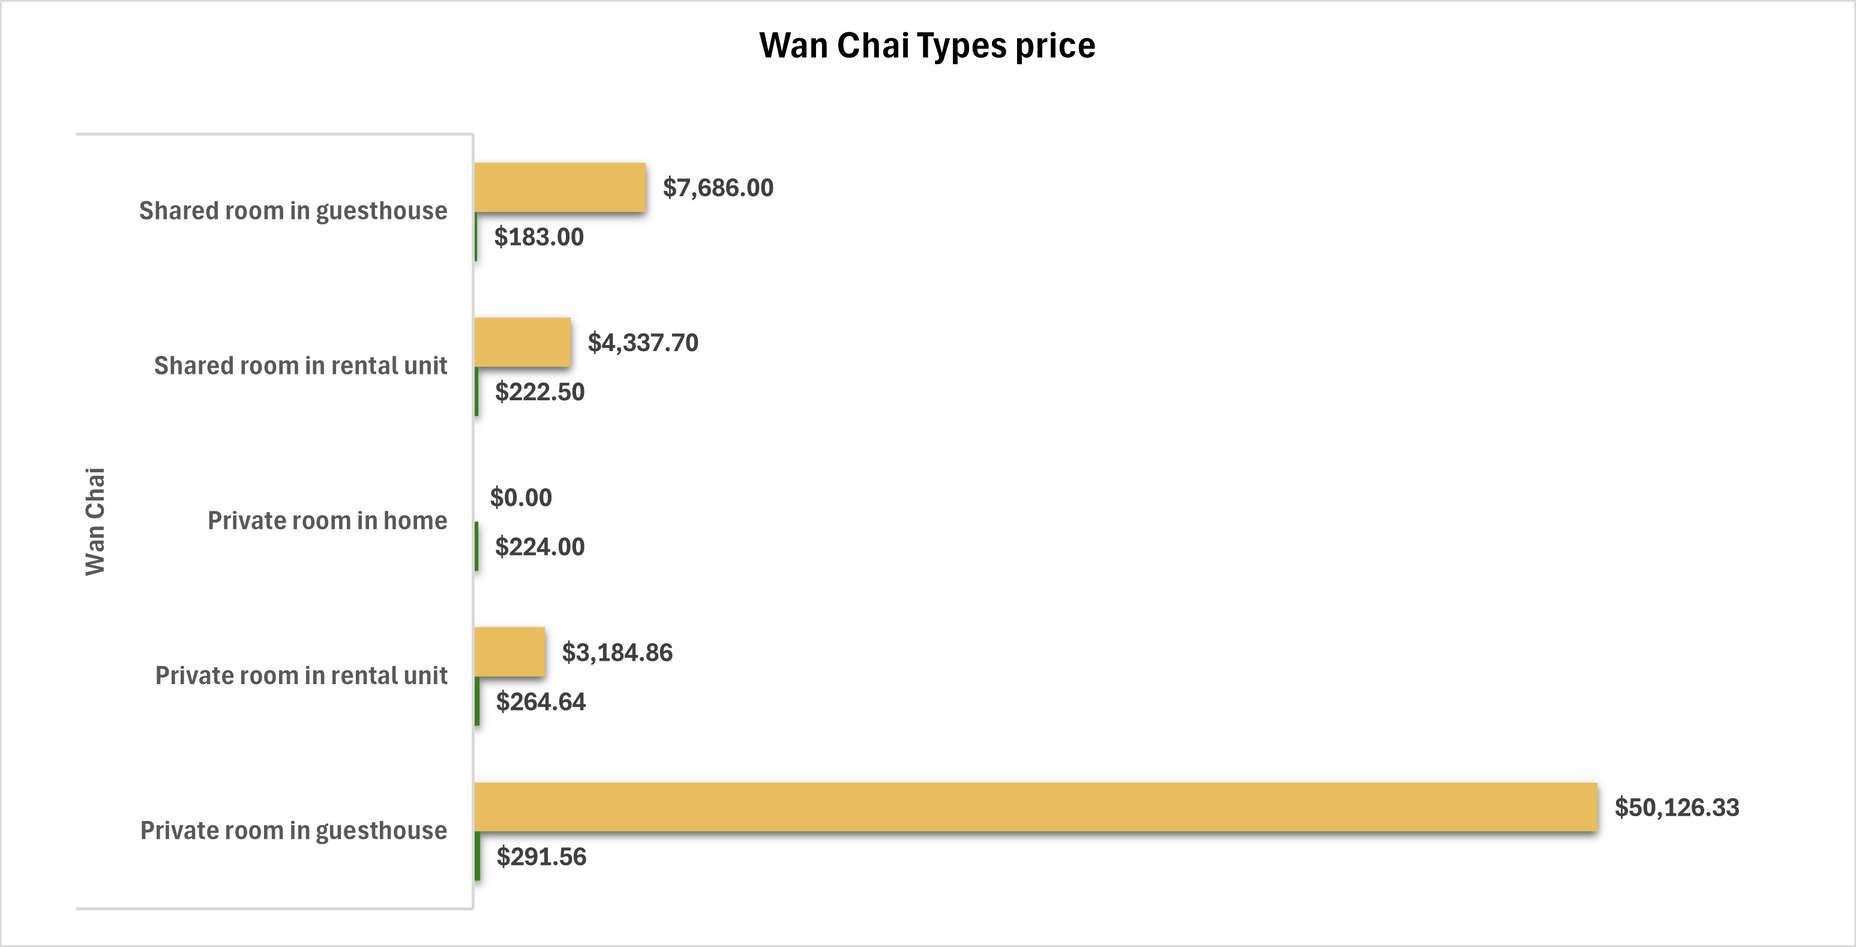 Wan Chai Types price
Shared room in guesthouse
$7,686.00
$183.00
Shared room in rental unit
$4,337.70
$222.50
Wan Chai
Private room in home
$0.00
$224.00
Private room in rental unit
$3,184.86
$264.64
Private room in guesthouse
$50,126.33
$291.56